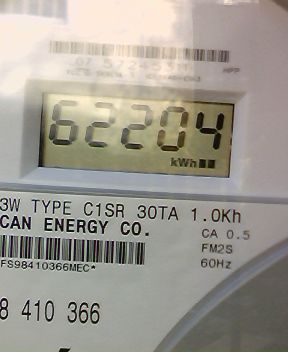 62204
kWh
3W TYPE C1SR 30TA 1.0Kh
CAN ENERGY CO.
CA 0.5
FM2S
60Hz
FS98410366MEC*
8 410 366